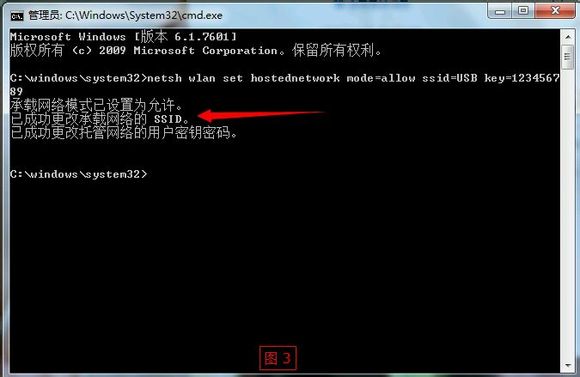 管理员: C:\Windows\System32\cmd.exe
Microsoft Windows [版本 6.1.7601]
版权所有 (c) 2009 Microsoft Corporation。保留所有权利。
C:\windows\system32>netsh wlan set hostednetwork mode=allow ssid=USB key=1234567
89
承载网络模式已设置为允许。
已成功更改承载网络的 SSID。
已成功更改托管网络的用户密钥密码。
C:\windows\system32>
图 3